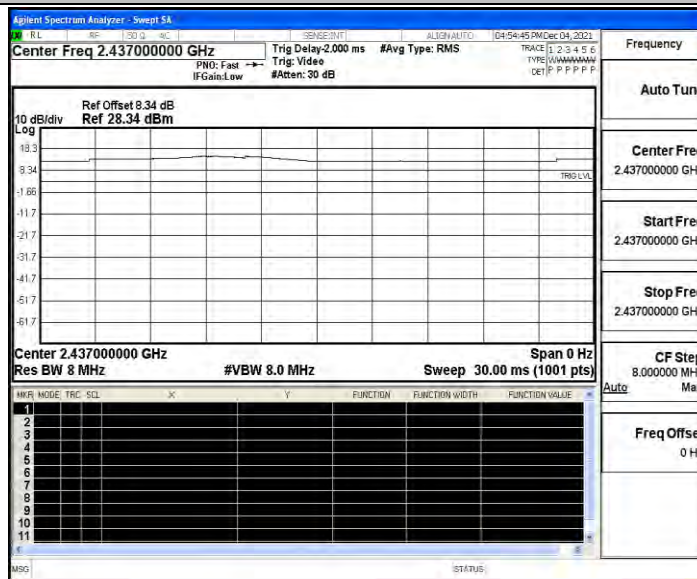 Agilent Spectrum Analyzer - Swept SA
RL RF 50 Ω AC SENSE:INT ALIGN AUTO 04:54:45 PM Dec 04, 2021
Center Freq 2.437000000 GHz
PNO: Fast
IFGain:Low
Trig Delay-2.000 ms
Trig: Video
#Atten: 30 dB
#Avg Type: RMS
TRACE 1 2 3 4 5 6
TYPE
DET P P P P P P
Ref Offset 8.34 dB
10 dB/div Ref 28.34 dBm
Log
18.3
8.34
TRIG LVL
-1.66
-11.7
-21.7
-31.7
-41.7
-51.7
-61.7
Center 2.437000000 GHz Span 0 Hz
Res BW 8 MHz #VBW 8.0 MHz Sweep 30.00 ms (1001 pts)
MKR MODE TRC SCL X Y FUNCTION FUNCTION WIDTH FUNCTION VALUE
1
2
3
4
5
6
7
8
9
10
11
MSG STATUS
Frequency
Auto Tun
Center Fre
2.437000000 GH
Start Fre
2.437000000 GH
Stop Fre
2.437000000 GH
CF Ste
8.000000 MH
Auto Ma
Freq Offse
0 H